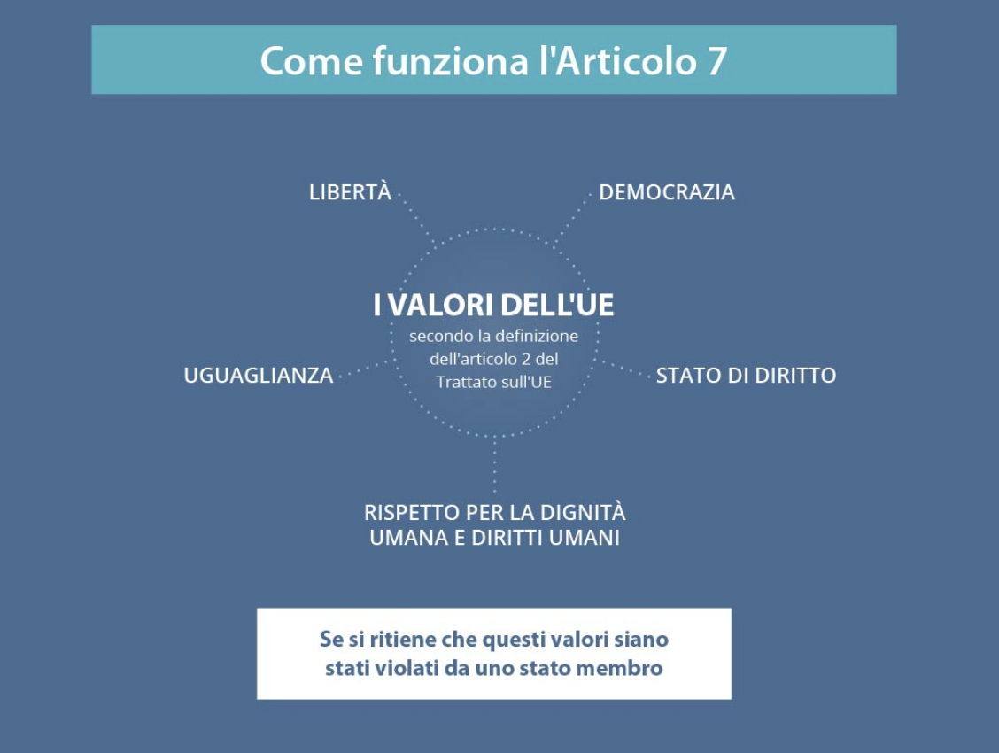 Come funziona l'Articolo 7
LIBERTÀ
DEMOCRAZIA
I VALORI DELL'UE
secondo la definizione
dell'articolo 2 del
Trattato sull'UE
UGUAGLIANZA
STATO DI DIRITTO
RISPETTO PER LA DIGNITÀ
UMANA E DIRITTI UMANI
Se si ritiene che questi valori siano
stati violati da uno stato membro